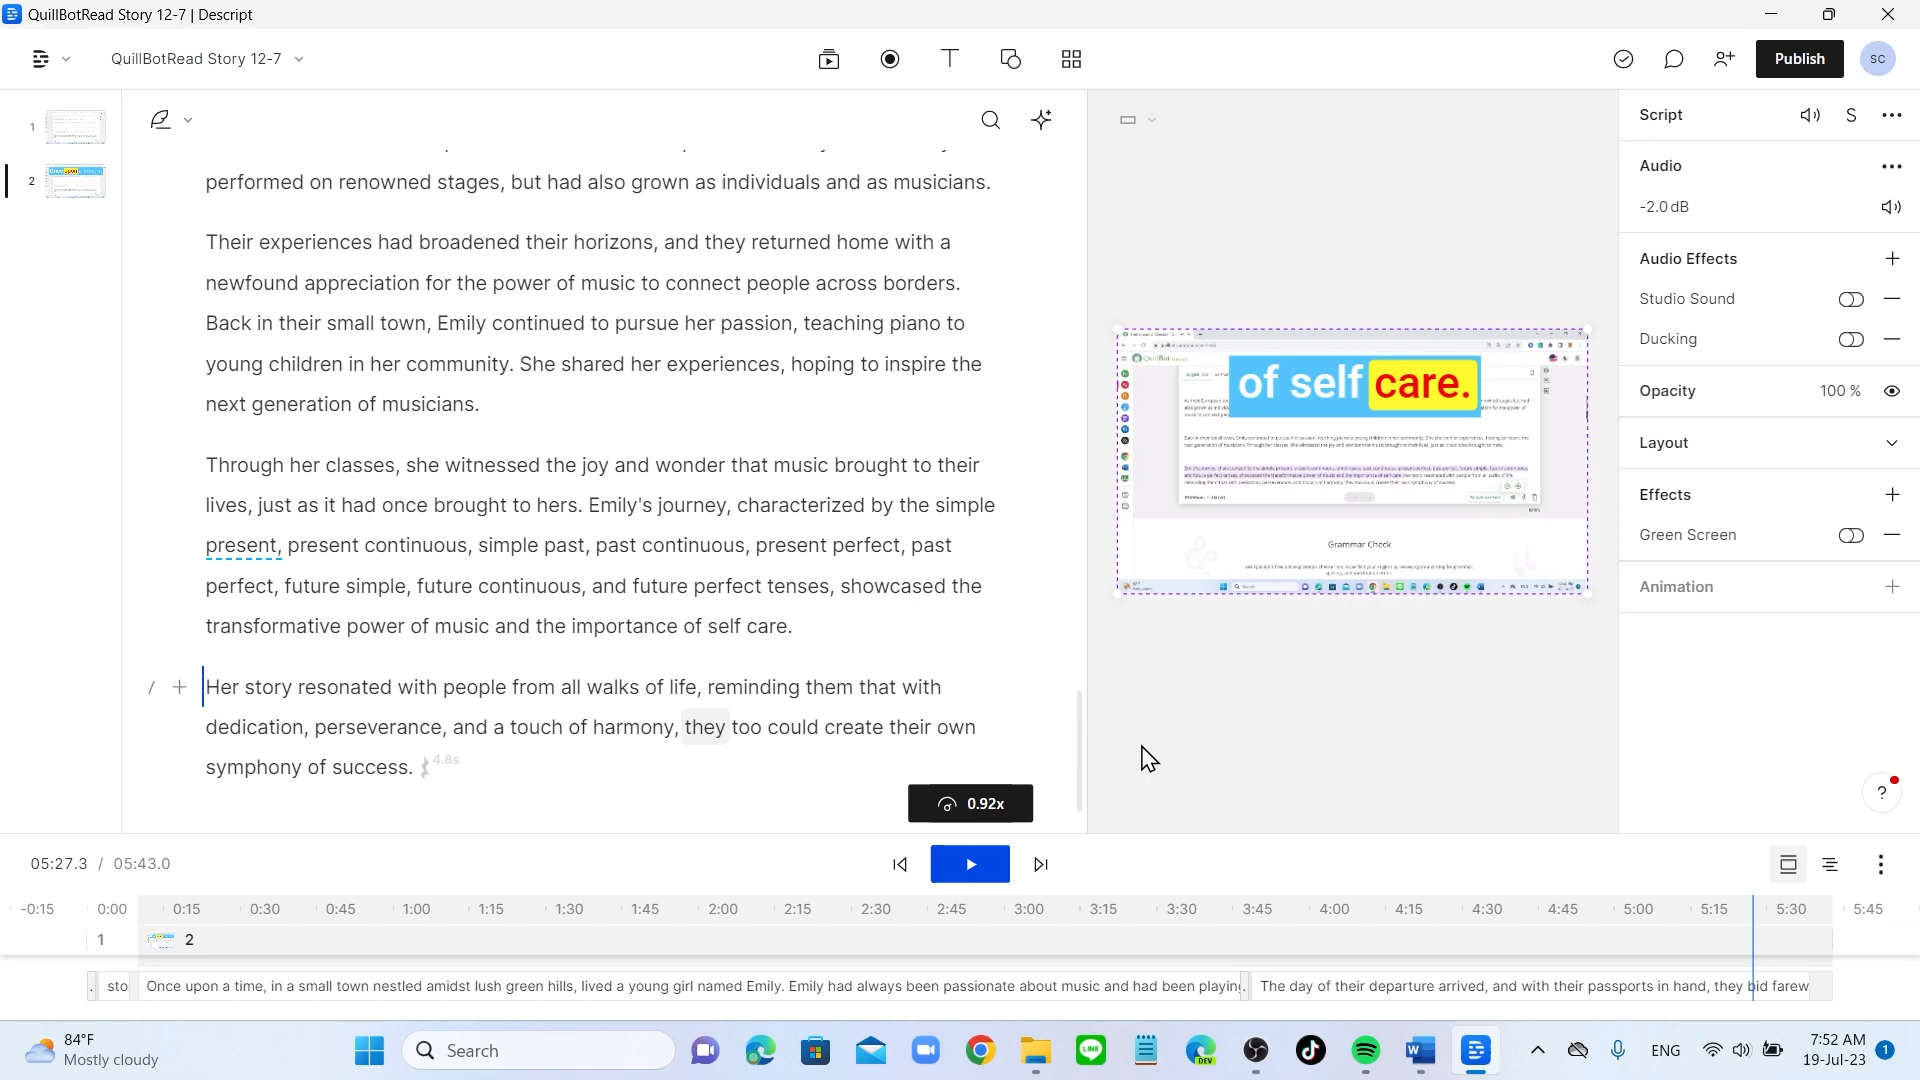 QuillBotRead Story 12-7 | Descript
QuillBotRead Story 12-7
Publish
SC
1
2
performed on renowned stages, but had also grown as individuals and as musicians.
Their experiences had broadened their horizons, and they returned home with a
newfound appreciation for the power of music to connect people across borders.
Back in their small town, Emily continued to pursue her passion, teaching piano to
young children in her community. She shared her experiences, hoping to inspire the
next generation of musicians.
Through her classes, she witnessed the joy and wonder that music brought to their
lives, just as it had once brought to hers. Emily's journey, characterized by the simple
present, present continuous, simple past, past continuous, present perfect, past
perfect, future simple, future continuous, and future perfect tenses, showcased the
transformative power of music and the importance of self care.
/ + Her story resonated with people from all walks of life, reminding them that with
dedication, perseverance, and a touch of harmony, they too could create their own
symphony of success. 4.8s
0.92x
of self care.
Grammar Check
Script
S
Audio
-2.0 dB
Audio Effects
Studio Sound
Ducking
Opacity 100 %
Layout
Effects
Green Screen
Animation
?
05:27.3 / 05:43.0
-0:15 0:00 0:15 0:30 0:45 1:00 1:15 1:30 1:45 2:00 2:15 2:30 2:45 3:00 3:15 3:30 3:45 4:00 4:15 4:30 4:45 5:00 5:15 5:30 5:45
1 2
. sto Once upon a time, in a small town nestled amidst lush green hills, lived a young girl named Emily. Emily had always been passionate about music and had been playing. The day of their departure arrived, and with their passports in hand, they bid farew
84°F
Mostly cloudy
Search
LINE
DEV
ENG
7:52 AM
19-Jul-23
1